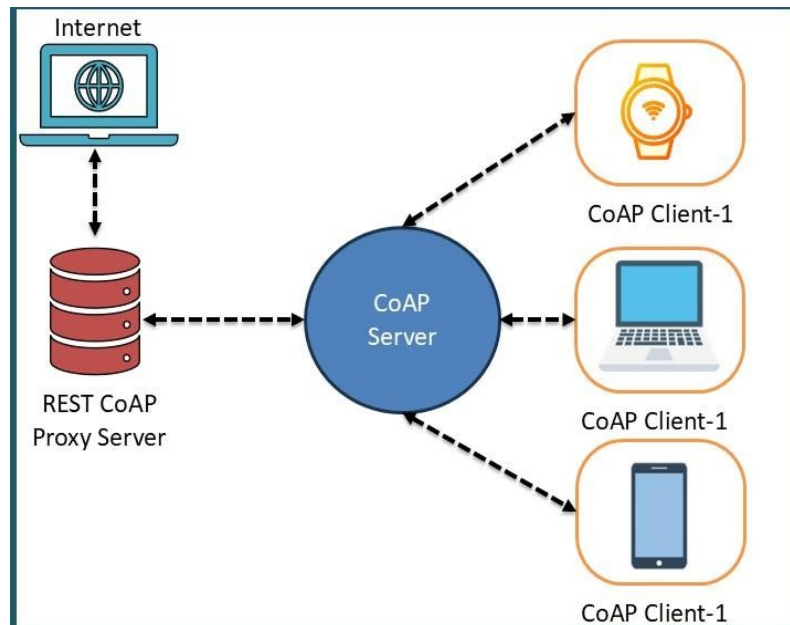 Internet
REST CoAP
Proxy Server
CoAP
Server
CoAP Client-1
CoAP Client-1
CoAP Client-1